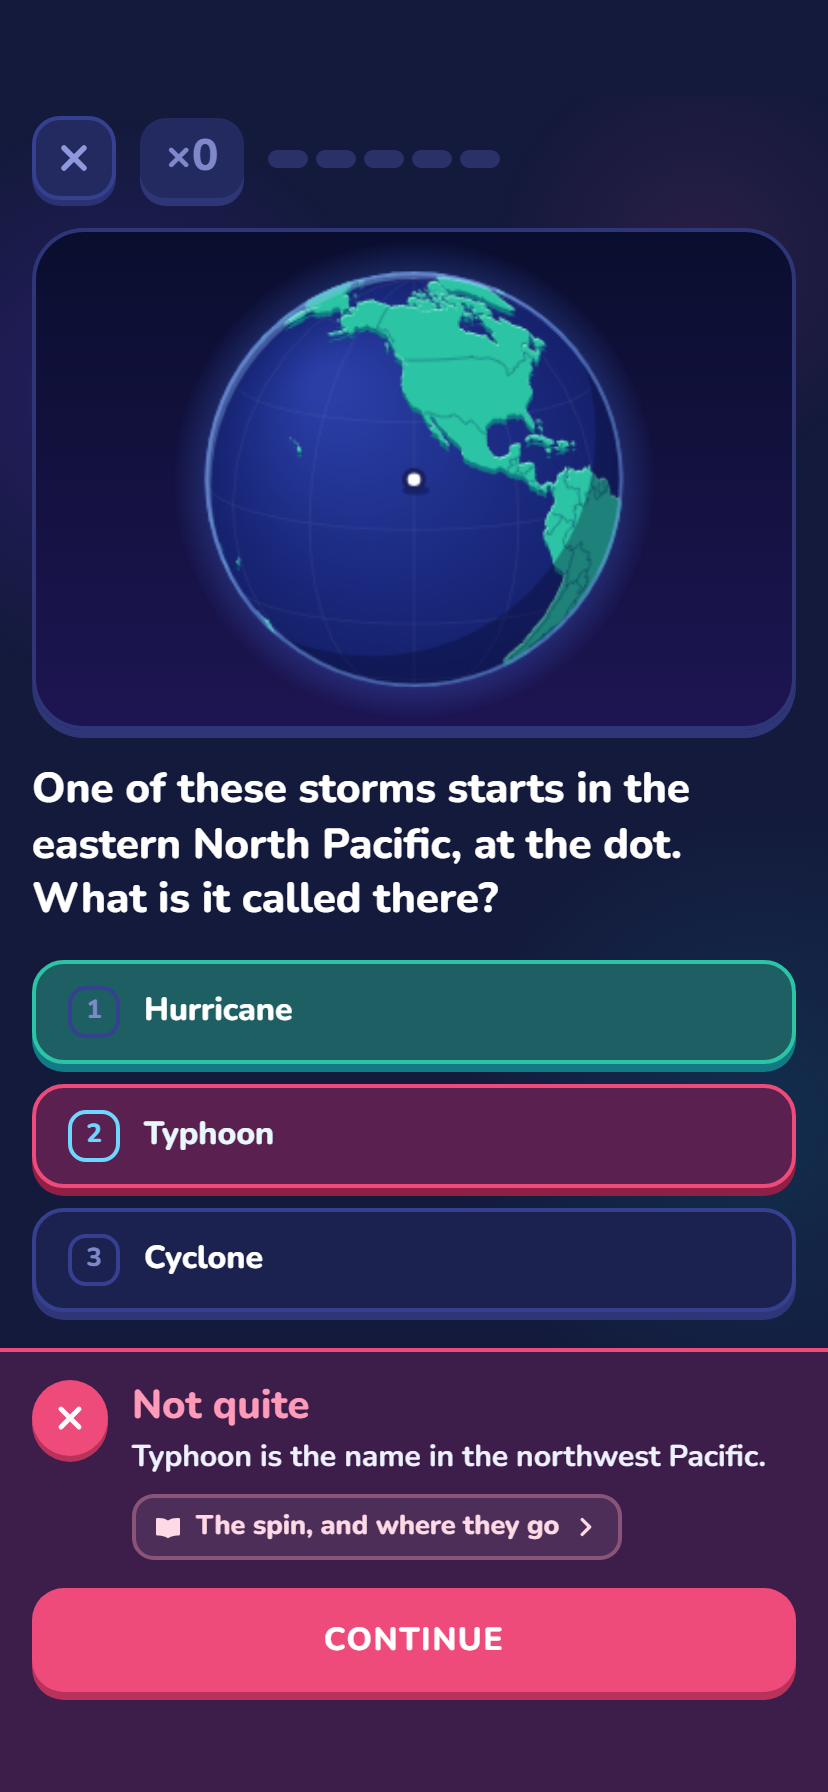 ×0
One of these storms starts in the
eastern North Pacific, at the dot.
What is it called there?
1 Hurricane
2 Typhoon
3 Cyclone
Not quite
Typhoon is the name in the northwest Pacific.
The spin, and where they go
CONTINUE